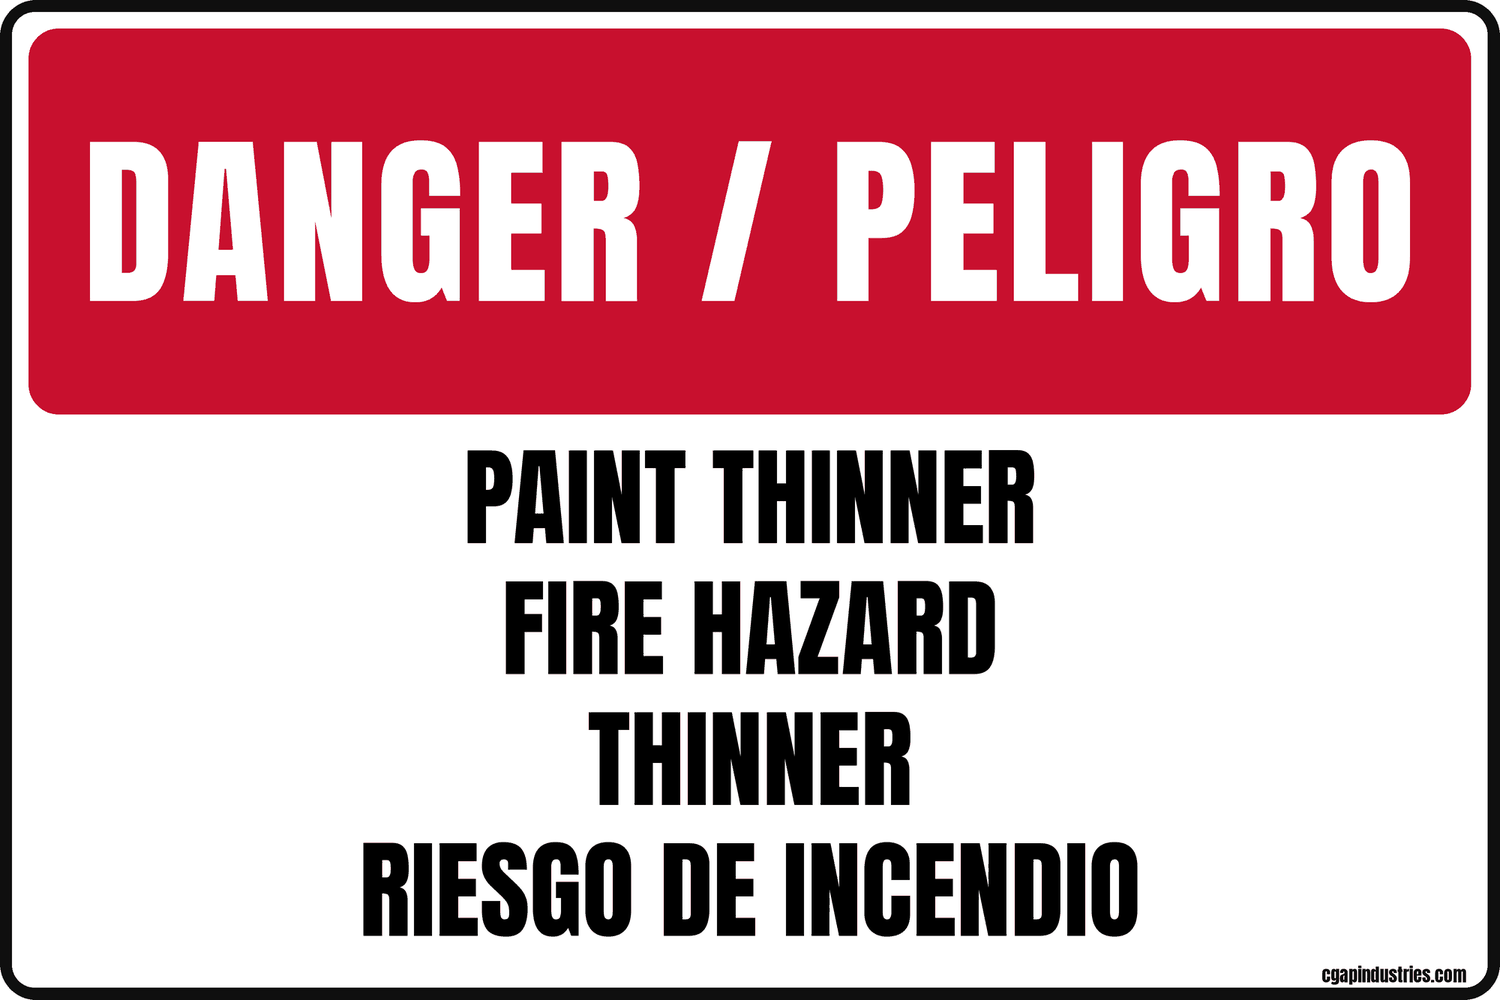 DANGER / PELIGRO
PAINT THINNER
FIRE HAZARD
THINNER
RIESGO DE INCENDIO
cgapindustries.com